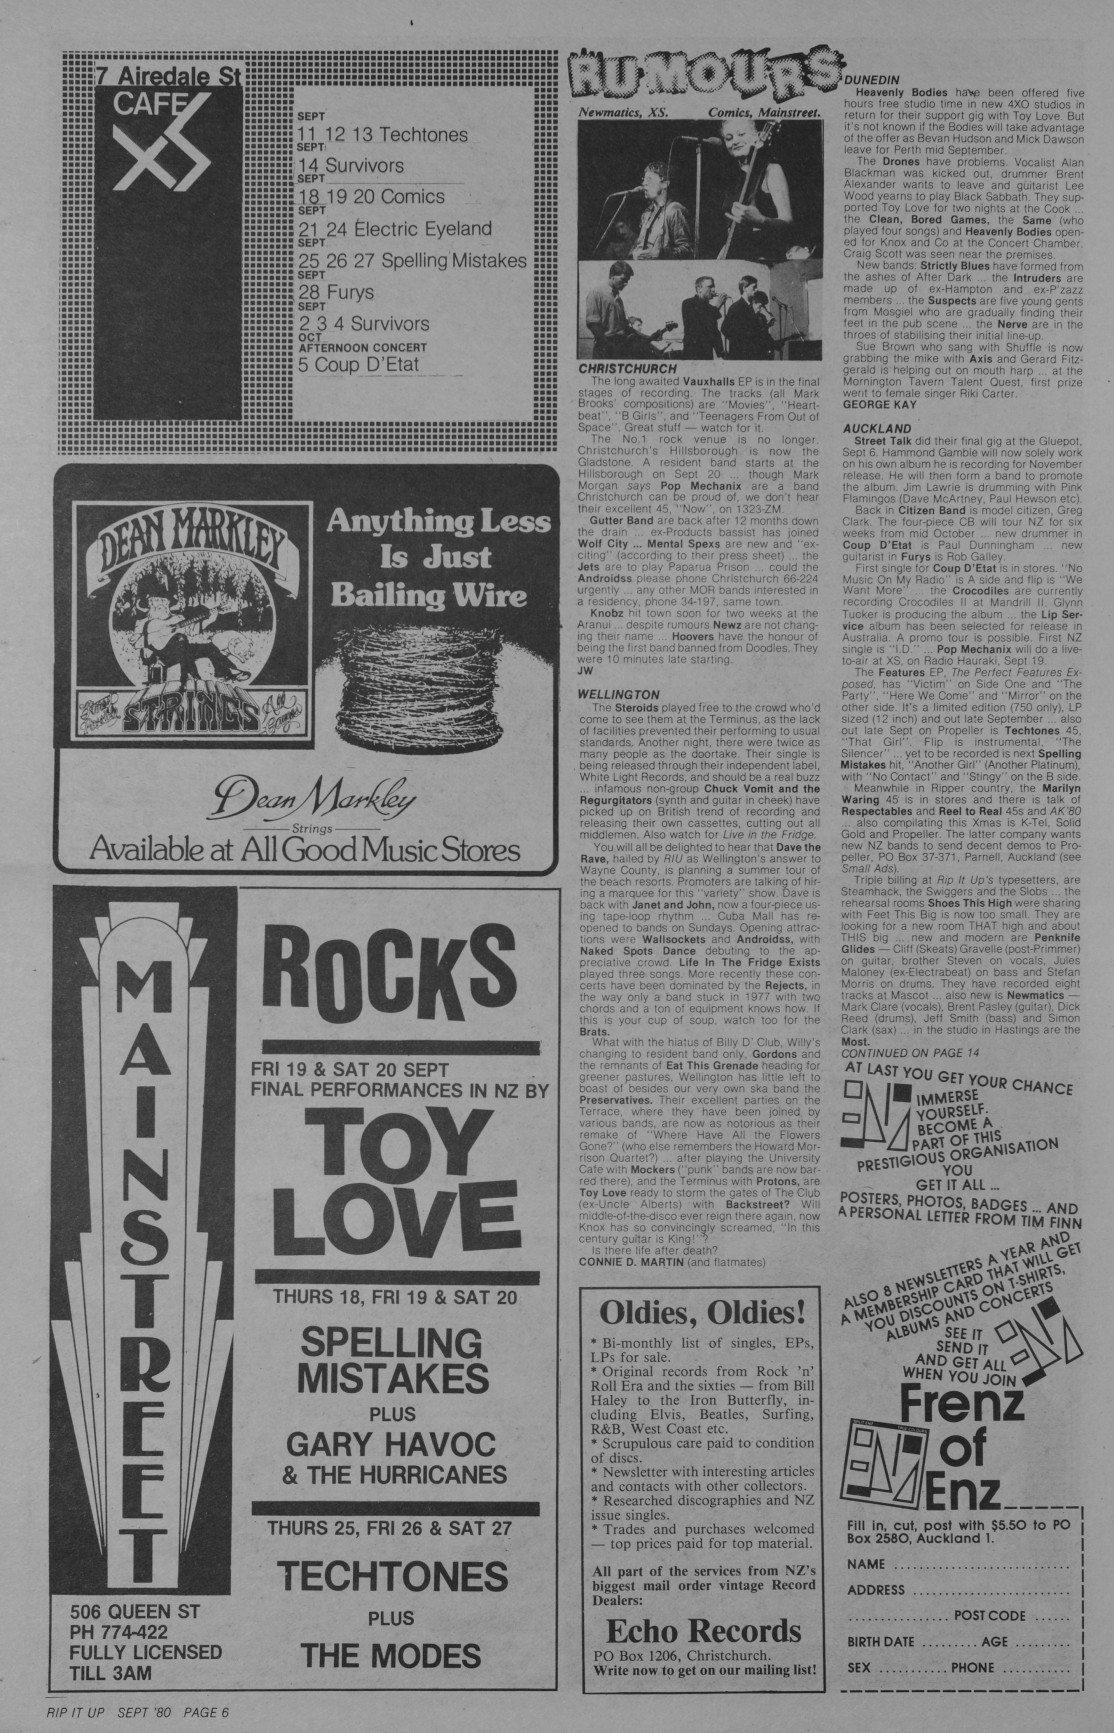 7 Airedale St
CAFE
XS
SEPT
11 12 13 Techtones
SEPT
14 Survivors
SEPT
18 19 20 Comics
SEPT
21 24 Electric Eyeland
SEPT
25 26 27 Spelling Mistakes
SEPT
28 Furys
SEPT
2 3 4 Survivors
OCT
AFTERNOON CONCERT
5 Coup D'Etat
DEAN MARKLEY
STRINGS
Anything Less
Is Just
Bailing Wire
Dean Markley
Strings
Available at All Good Music Stores
MAINSTREET
506 QUEEN ST
PH 774-422
FULLY LICENSED
TILL 3AM
ROCKS
FRI 19 & SAT 20 SEPT
FINAL PERFORMANCES IN NZ BY
TOY
LOVE
THURS 18, FRI 19 & SAT 20
SPELLING
MISTAKES
PLUS
GARY HAVOC
& THE HURRICANES
THURS 25, FRI 26 & SAT 27
TECHTONES
PLUS
THE MODES
RUMOURS
Newmatics, XS. Comics, Mainstreet.
CHRISTCHURCH
The long awaited Vauxhalls EP is in the final
stages of recording. The tracks (all Mark
Brooks' compositions) are "Movies", "Heart-
beat", "B Girls", and "Teenagers From Out of
Space". Great stuff — watch for it.
The No.1 rock venue is no longer.
Christchurch's Hillsborough is now the
Gladstone. A resident band starts at the
Hillsborough on Sept 20 ... though Mark
Morgan says Pop Mechanix are a band
Christchurch can be proud of, we don't hear
their excellent 45, "Now", on 1323-ZM.
Gutter Band are back after 12 months down
the drain ... ex-Products bassist has joined
Wolf City ... Mental Spexs are new and "ex-
citing" (according to their press sheet) ... the
Jets are to play Paparua Prison ... could the
Androidss please phone Christchurch 66-224
urgently ... any other MOR bands interested in
a residency, phone 34-197, same town.
Knobz hit town soon for two weeks at the
Aranui ... despite rumours Newz are not chang-
ing their name ... Hoovers have the honour of
being the first band banned from Doodles. They
were 10 minutes late starting.
JW
WELLINGTON
The Steroids played free to the crowd who'd
come to see them at the Terminus, as the lack
of facilities prevented their performing to usual
standards. Another night, there were twice as
many people as the doortake. Their single is
being released through their independent label,
White Light Records, and should be a real buzz
... infamous non-group Chuck Vomit and the
Regurgitators (synth and guitar in cheek) have
picked up on British trend of recording and
releasing their own cassettes, cutting out all
middlemen. Also watch for Live in the Fridge.
You will all be delighted to hear that Dave the
Rave, hailed by RIU as Wellington's answer to
Wayne County, is planning a summer tour of
the beach resorts. Promoters are talking of hir-
ing a marquee for this "variety" show. Dave is
back with Janet and John, now a four-piece us-
ing tape-loop rhythm ... Cuba Mall has re-
opened to bands on Sundays. Opening attrac-
tions were Wallsockets and Androidss, with
Naked Spots Dance debuting to the ap-
preciative crowd. Life In The Fridge Exists
played three songs. More recently these con-
certs have been dominated by the Rejects, in
the way only a band stuck in 1977 with two
chords and a ton of equipment knows how. If
this is your cup of soup, watch too for the
Brats.
What with the hiatus of Billy D' Club, Willy's
changing to resident band only, Gordons and
the remnants of Eat This Grenade heading for
greener pastures, Wellington has little left to
boast of besides our very own ska band the
Preservatives. Their excellent parties on the
Terrace, where they have been joined by
various bands, are now as notorious as their
remake of "Where Have All the Flowers
Gone?" (who else remembers the Howard Mor-
rison Quartet?) ... after playing the University
Cafe with Mockers ("punk" bands are now bar-
red there), and the Terminus with Protons, are
Toy Love ready to storm the gates of The Club
(ex-Uncle Alberts) with Backstreet? Will
middle-of-the-disco ever reign there again, now
Knox has so convincingly screamed, "In this
century guitar is King!"?
Is there life after death?
CONNIE D. MARTIN (and flatmates)
Oldies, Oldies!
* Bi-monthly list of singles, EPs,
LPs for sale.
* Original records from Rock 'n'
Roll Era and the sixties — from Bill
Haley to the Iron Butterfly, in-
cluding Elvis, Beatles, Surfing,
R&B, West Coast etc.
* Scrupulous care paid to condition
of discs.
* Newsletter with interesting articles
and contacts with other collectors.
* Researched discographies and NZ
issue singles.
* Trades and purchases welcomed
— top prices paid for top material.
All part of the services from NZ's
biggest mail order vintage Record
Dealers:
Echo Records
PO Box 1206, Christchurch.
Write now to get on our mailing list!
DUNEDIN
Heavenly Bodies have been offered five
hours free studio time in new 4XO studios in
return for their support gig with Toy Love. But
it's not known if the Bodies will take advantage
of the offer as Bevan Hudson and Mick Dawson
leave for Perth mid September.
The Drones have problems. Vocalist Alan
Blackman was kicked out, drummer Brent
Alexander wants to leave and guitarist Lee
Wood yearns to play Black Sabbath. They sup-
ported Toy Love for two nights at the Cook ...
the Clean, Bored Games, the Same (who
played four songs) and Heavenly Bodies open-
ed for Knox and Co at the Concert Chamber.
Craig Scott was seen near the premises.
New bands: Strictly Blues have formed from
the ashes of After Dark ... the Intruders are
made up of ex-Hampton and ex-P'zazz
members ... the Suspects are five young gents
from Mosgiel who are gradually finding their
feet in the pub scene ... the Nerve are in the
throes of stabilising their initial line-up.
Sue Brown who sang with Shuffle is now
grabbing the mike with Axis and Gerard Fitz-
gerald is helping out on mouth harp ... at the
Mornington Tavern Talent Quest, first prize
went to female singer Riki Carter.
GEORGE KAY
AUCKLAND
Street Talk did their final gig at the Gluepot,
Sept 6. Hammond Gamble will now solely work
on his own album he is recording for November
release. He will then form a band to promote
the album. Jim Lawrie is drumming with Pink
Flamingos (Dave McArtney, Paul Hewson etc).
Back in Citizen Band is model citizen, Greg
Clark. The four-piece CB will tour NZ for six
weeks from mid October ... new drummer in
Coup D'Etat is Paul Dunningham ... new
guitarist in Furys is Rob Galley.
First single for Coup D'Etat is in stores. "No
Music On My Radio" is A side and flip is "We
Want More" ... the Crocodiles are currently
recording Crocodiles II at Mandrill II. Glynn
Tucker is producing the album ... the Lip Ser-
vice album has been selected for release in
Australia. A promo tour is possible. First NZ
single is "I.D." ... Pop Mechanix will do a live-
to-air at XS, on Radio Hauraki, Sept 19.
The Features EP, The Perfect Features Ex-
posed, has "Victim" on Side One and "The
Party", "Here We Come" and "Mirror" on the
other side. It's a limited edition (750 only), LP
sized (12 inch) and out late September ... also
out late Sept on Propeller is Techtones 45,
"That Girl". Flip is instrumental, "The
Silencer" ... yet to be recorded is next Spelling
Mistakes hit, "Another Girl" (Another Platinum),
with "No Contact" and "Stingy" on the B side.
Meanwhile in Ripper country, the Marilyn
Waring 45 is in stores and there is talk of
Respectables and Reel to Real 45s and AK'80
... also compilating this Xmas is K-Tel, Solid
Gold and Propeller. The latter company wants
new NZ bands to send decent demos to Pro-
peller, PO Box 37-371, Parnell, Auckland (see
Small Ads).
Triple billing at Rip It Up's typesetters, are
Steamhack, the Swiggers and the Slobs ... the
rehearsal rooms Shoes This High were sharing
with Feet This Big is now too small. They are
looking for a new room THAT high and about
THIS big ... new and modern are Penknife
Glides — Cliff (Skeats) Gravelle (post-Primmer)
on guitar, brother Steven on vocals, Jules
Maloney (ex-Electrabeat) on bass and Stefan
Morris on drums. They have recorded eight
tracks at Mascot ... also new is Newmatics —
Mark Clare (vocals), Brent Pasley (guitar), Dick
Reed (drums), Jeff Smith (bass) and Simon
Clark (sax) ... in the studio in Hastings are the
Most.
CONTINUED ON PAGE 14
AT LAST YOU GET YOUR CHANCE
IMMERSE
YOURSELF.
BECOME A
PART OF THIS
PRESTIGIOUS ORGANISATION
YOU
GET IT ALL ...
POSTERS, PHOTOS, BADGES ... AND
A PERSONAL LETTER FROM TIM FINN
ALSO 8 NEWSLETTERS A YEAR AND
A MEMBERSHIP CARD THAT WILL GET
YOU DISCOUNTS ON T-SHIRTS,
ALBUMS AND CONCERTS
SEE IT
SEND IT
AND GET ALL
WHEN YOU JOIN
Frenz
of
Enz
Fill in, cut, post with $5.50 to PO
Box 2580, Auckland 1.
NAME
ADDRESS
POST CODE
BIRTH DATE AGE
SEX PHONE
RIP IT UP SEPT '80 PAGE 6